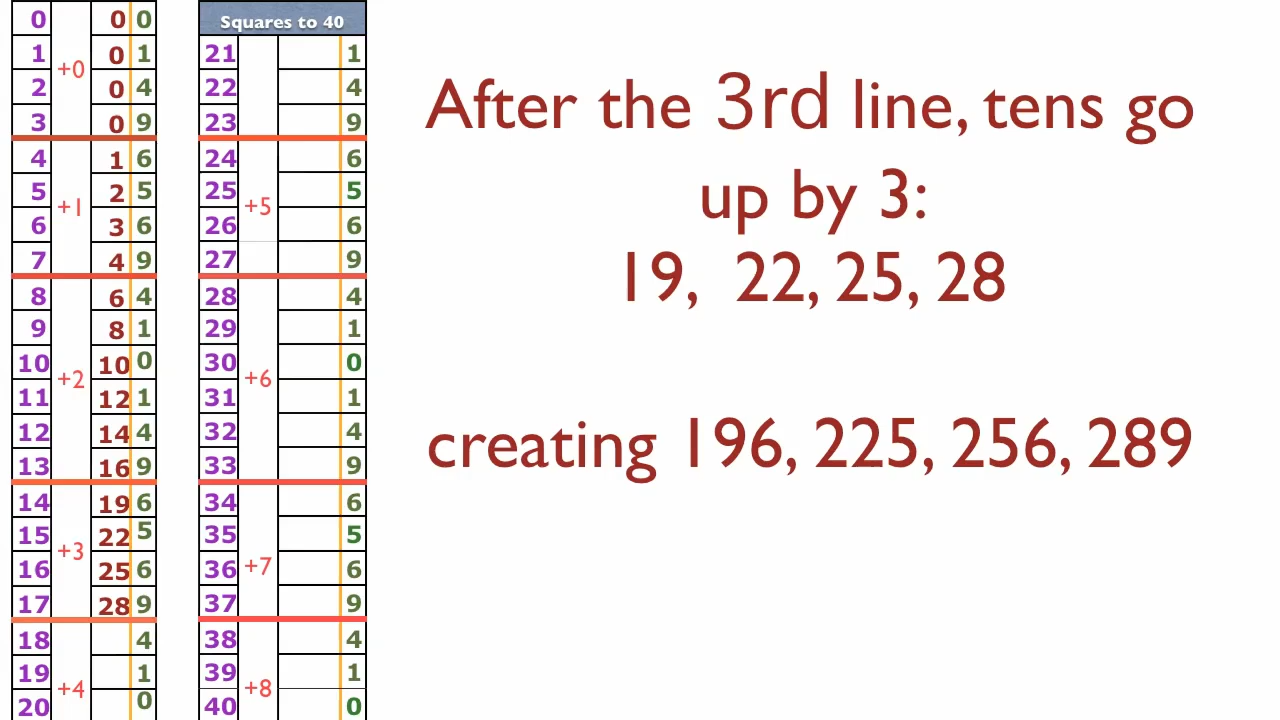 0 0 0
1 0 1
+0
2 0 4
3 0 9
4 1 6
5 2 5
+1
6 3 6
7 4 9
8 6 4
9 8 1
10 10 0
+2
11 12 1
12 14 4
13 16 9
14 19 6
15 22 5
+3
16 25 6
17 28 9
18 4
19 1
+4
20 0
Squares to 40
21 1
22 4
23 9
24 6
25 5
+5
26 6
27 9
28 4
29 1
30 0
+6
31 1
32 4
33 9
34 6
35 5
+7
36 6
37 9
38 4
39 1
+8
40 0
After the 3rd line, tens go
up by 3:
19, 22, 25, 28
creating 196, 225, 256, 289